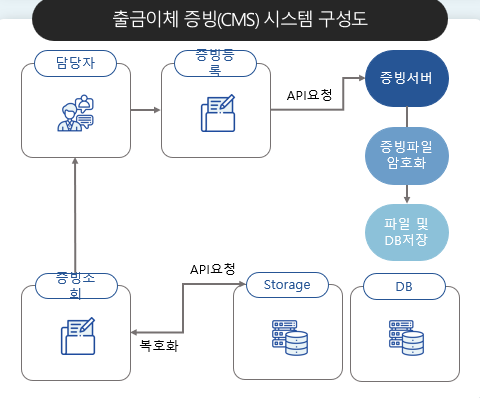 출금이체 증빙(CMS) 시스템 구성도
담당자
증빙등
록
API요청
증빙서버
증빙파일
암호화
파일 및
DB저장
증빙조
회
API요청
복호화
Storage
DB